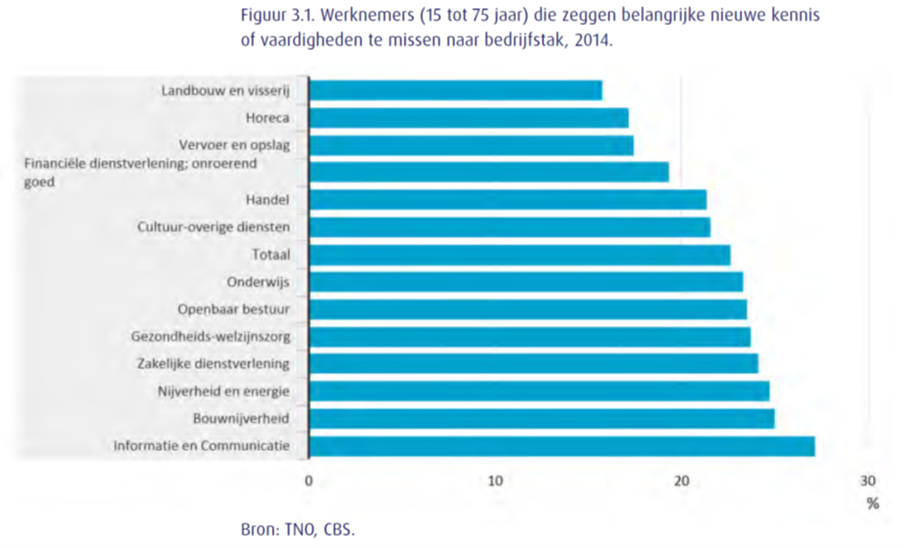 Figuur 3.1. Werknemers (15 tot 75 jaar) die zeggen belangrijke nieuwe kennis
of vaardigheden te missen naar bedrijfstak, 2014.
Landbouw en visserij
Horeca
Vervoer en opslag
Financiële dienstverlening; onroerend
goed
Handel
Cultuur-overige diensten
Totaal
Onderwijs
Openbaar bestuur
Gezondheids-welzijnszorg
Zakelijke dienstverlening
Nijverheid en energie
Bouwnijverheid
Informatie en Communicatie
0 10 20 30
%
Bron: TNO, CBS.